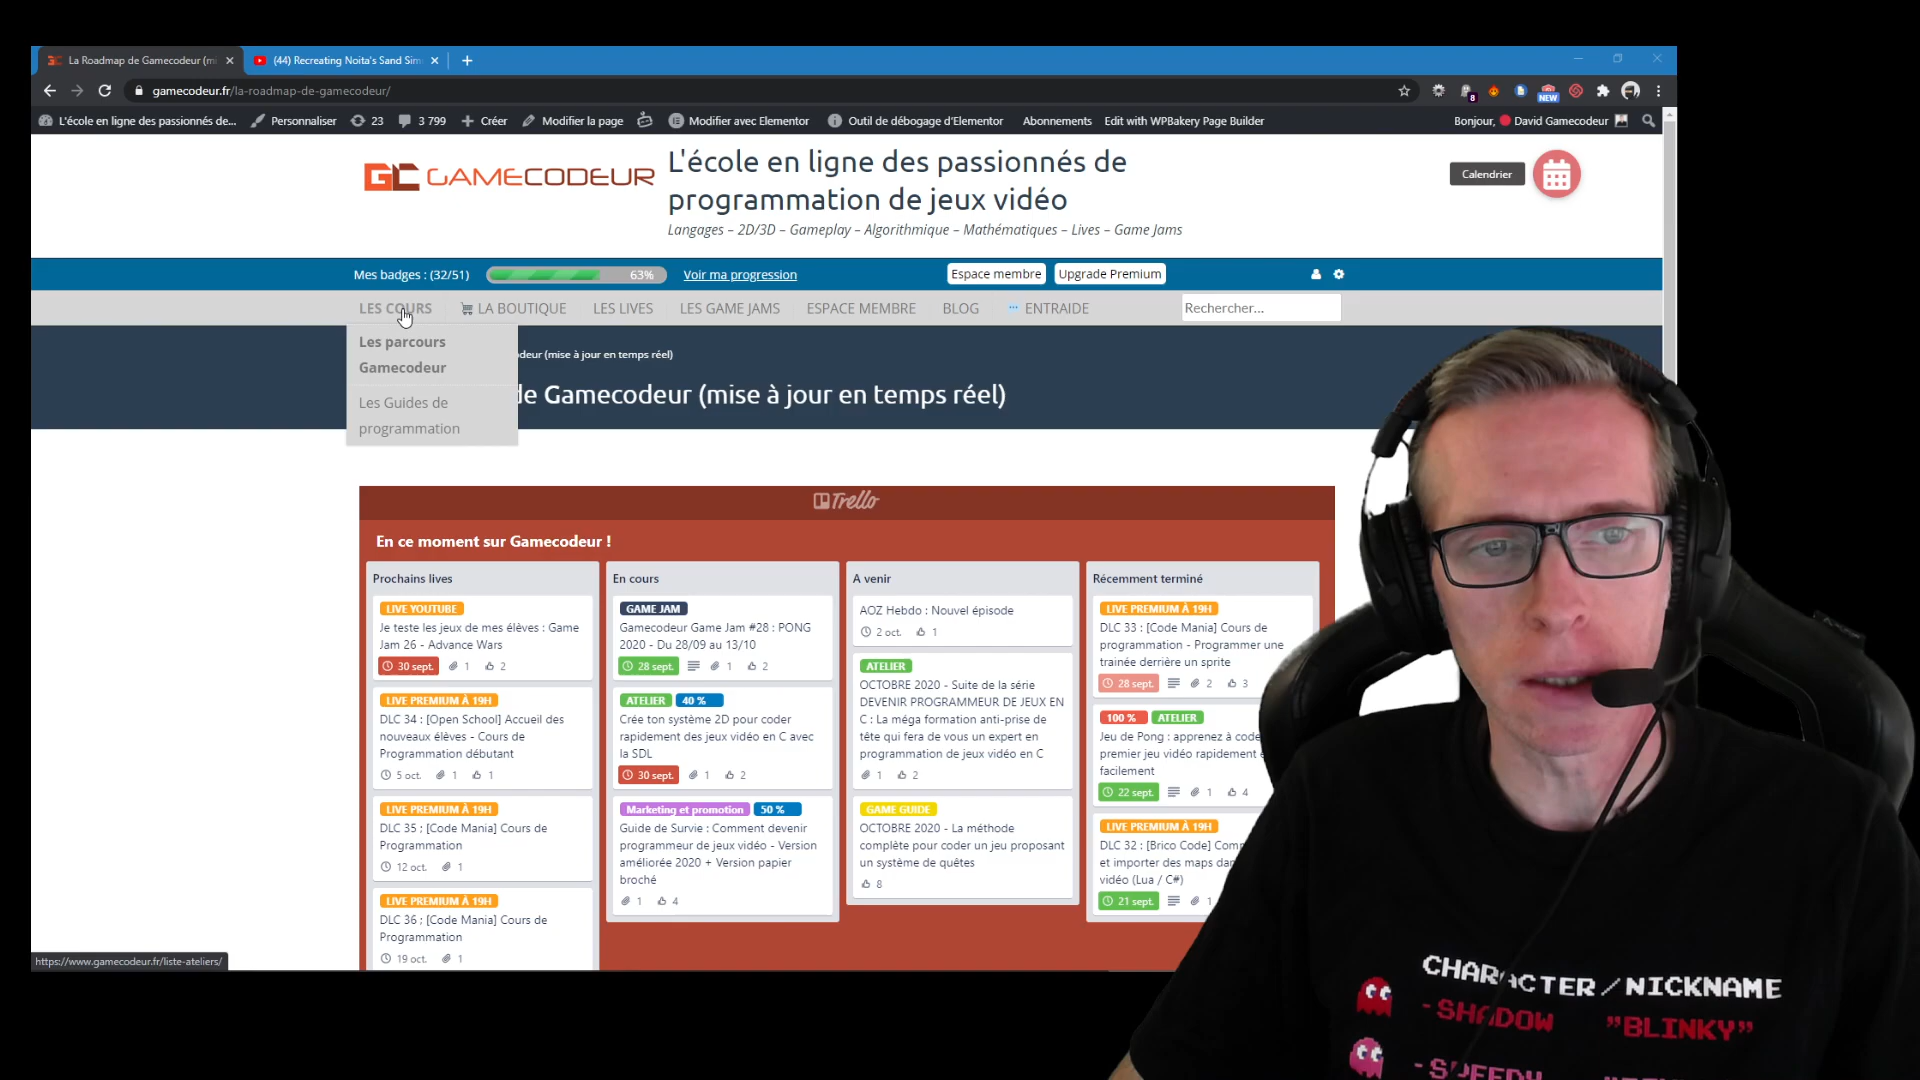 La Roadmap de Gamecodeur (mi
(44) Recreating Noita's Sand Sim
gamecodeur.fr/la-roadmap-de-gamecodeur/
8
NEW
L'école en ligne des passionnés de...
Personnaliser
23
3 799
Créer
Modifier la page
Modifier avec Elementor
Outil de débogage d'Elementor
Abonnements
Edit with WPBakery Page Builder
Bonjour, David Gamecodeur
GC GAMECODEUR
L'école en ligne des passionnés de
programmation de jeux vidéo
Langages – 2D/3D – Gameplay – Algorithmique – Mathématiques – Lives – Game Jams
Calendrier
Mes badges : (32/51)
63%
Voir ma progression
Espace membre
Upgrade Premium
LES COURS
LA BOUTIQUE
LES LIVES
LES GAME JAMS
ESPACE MEMBRE
BLOG
ENTRAIDE
Rechercher...
Les parcours
Gamecodeur
Les Guides de
programmation
deur (mise à jour en temps réel)
de Gamecodeur (mise à jour en temps réel)
Trello
En ce moment sur Gamecodeur !
Prochains lives
LIVE YOUTUBE
Je teste les jeux de mes élèves : Game
Jam 26 - Advance Wars
30 sept. 1 2
LIVE PREMIUM À 19H
DLC 34 : [Open School] Accueil des
nouveaux élèves - Cours de
Programmation débutant
5 oct. 1 1
LIVE PREMIUM À 19H
DLC 35 ; [Code Mania] Cours de
Programmation
12 oct. 1
LIVE PREMIUM À 19H
DLC 36 ; [Code Mania] Cours de
Programmation
19 oct. 1
En cours
GAME JAM
Gamecodeur Game Jam #28 : PONG
2020 - Du 28/09 au 13/10
28 sept. 1 2
ATELIER 40 %
Crée ton système 2D pour coder
rapidement des jeux vidéo en C avec
la SDL
30 sept. 1 2
Marketing et promotion 50 %
Guide de Survie : Comment devenir
programmeur de jeux vidéo - Version
améliorée 2020 + Version papier
broché
1 4
A venir
AOZ Hebdo : Nouvel épisode
2 oct. 1
ATELIER
OCTOBRE 2020 - Suite de la série
DEVENIR PROGRAMMEUR DE JEUX EN
C : La méga formation anti-prise de
tête qui fera de vous un expert en
programmation de jeux vidéo en C
1 2
GAME GUIDE
OCTOBRE 2020 - La méthode
complète pour coder un jeu proposant
un système de quêtes
8
Récemment terminé
LIVE PREMIUM À 19H
DLC 33 : [Code Mania] Cours de
programmation - Programmer une
trainée derrière un sprite
28 sept. 2 3
100 % ATELIER
Jeu de Pong : apprenez à code
premier jeu vidéo rapidement e
facilement
22 sept. 1 4
LIVE PREMIUM À 19H
DLC 32 : [Brico Code] Com
et importer des maps da
vidéo (Lua / C#)
21 sept. 1
https://www.gamecodeur.fr/liste-ateliers/
CHARACTER/NICKNAME
-SHADOW "BLINKY"
-SPEEDY